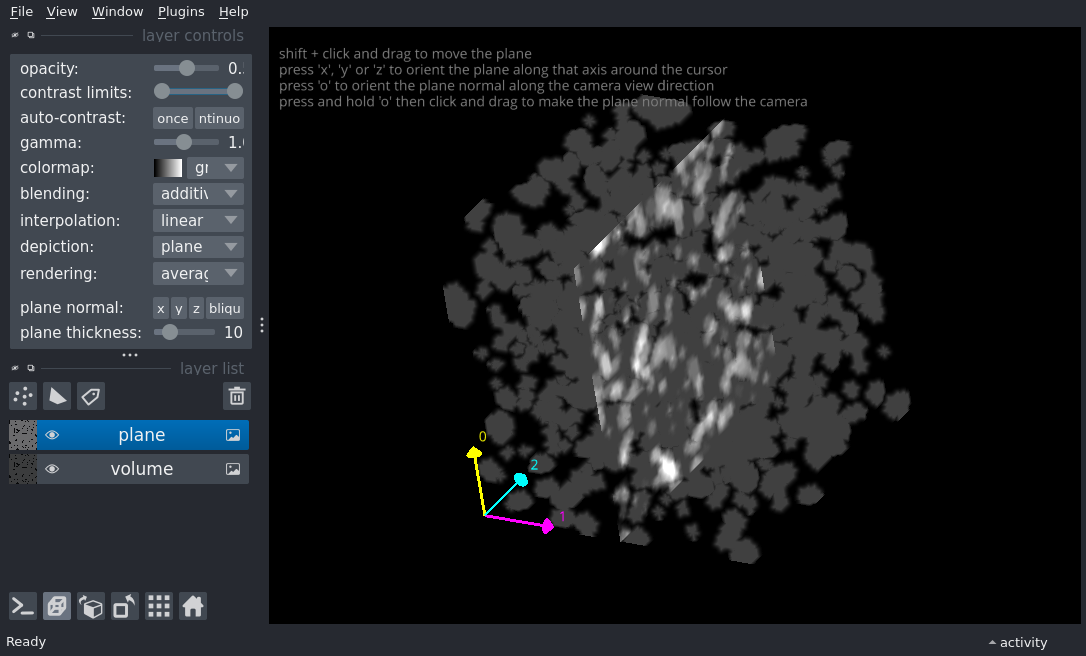 File View Window Plugins Help
layer controls
opacity: 0.
contrast limits:
auto-contrast: once ntinuo
gamma: 1.
colormap: gr
blending: additiv
interpolation: linear
depiction: plane
rendering: averag
plane normal: x y z bliqu
plane thickness: 10
layer list
plane
volume
shift + click and drag to move the plane
press 'x', 'y' or 'z' to orient the plane along that axis around the cursor
press 'o' to orient the plane normal along the camera view direction
press and hold 'o' then click and drag to make the plane normal follow the camera
0
2
1
Ready
activity